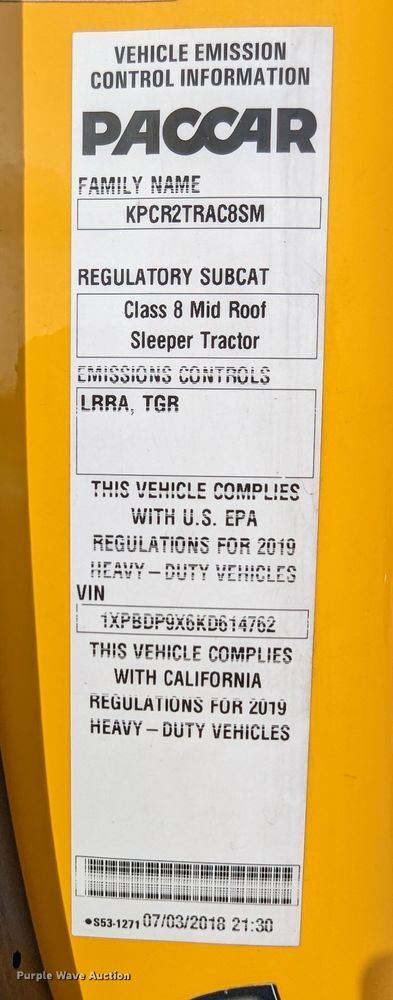 VEHICLE EMISSION
CONTROL INFORMATION
PACCAR
FAMILY NAME
KPCR2TRAC8SM
REGULATORY SUBCAT
Class 8 Mid Roof
Sleeper Tractor
EMISSIONS CONTROLS
LRRA, TGR
THIS VEHICLE COMPLIES
WITH U.S. EPA
REGULATIONS FOR 2019
HEAVY – DUTY VEHICLES
VIN
1XPBDP9X6KD614762
THIS VEHICLE COMPLIES
WITH CALIFORNIA
REGULATIONS FOR 2019
HEAVY – DUTY VEHICLES
•S53-1271 07/03/2018 21:30
Purple Wave Auction